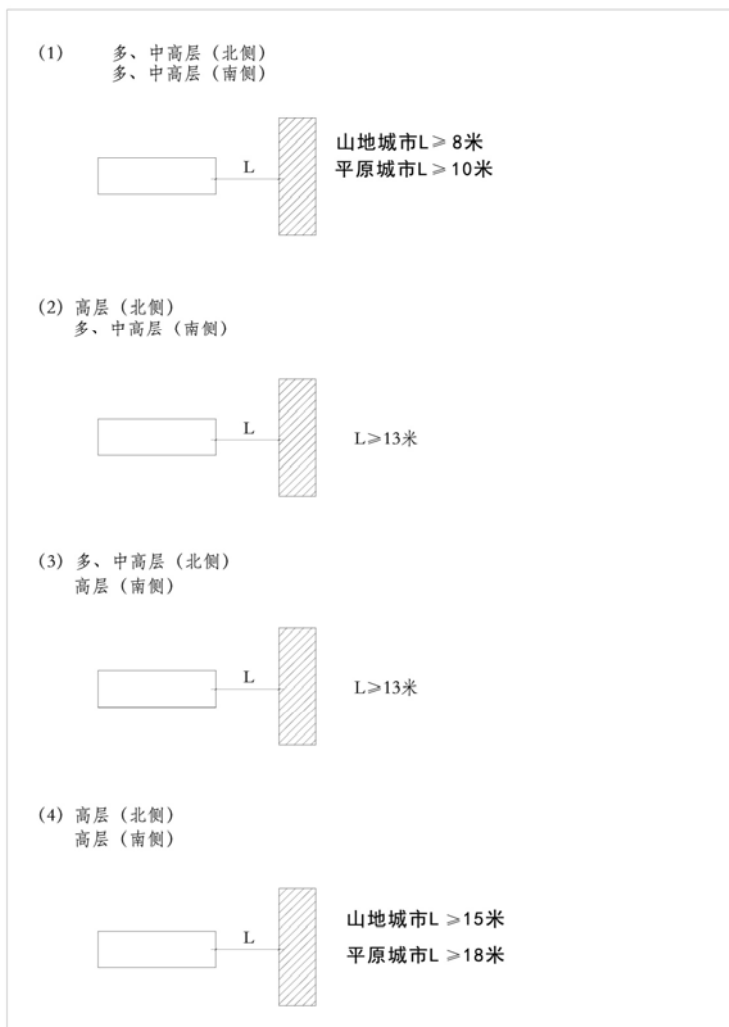 (1) 多、中高层（北侧）
多、中高层（南侧）
L
山地城市L≥8米
平原城市L≥10米
(2) 高层（北侧）
多、中高层（南侧）
L
L≥13米
(3) 多、中高层（北侧）
高层（南侧）
L
L≥13米
(4) 高层（北侧）
高层（南侧）
L
山地城市L ≥15米
平原城市L ≥18米